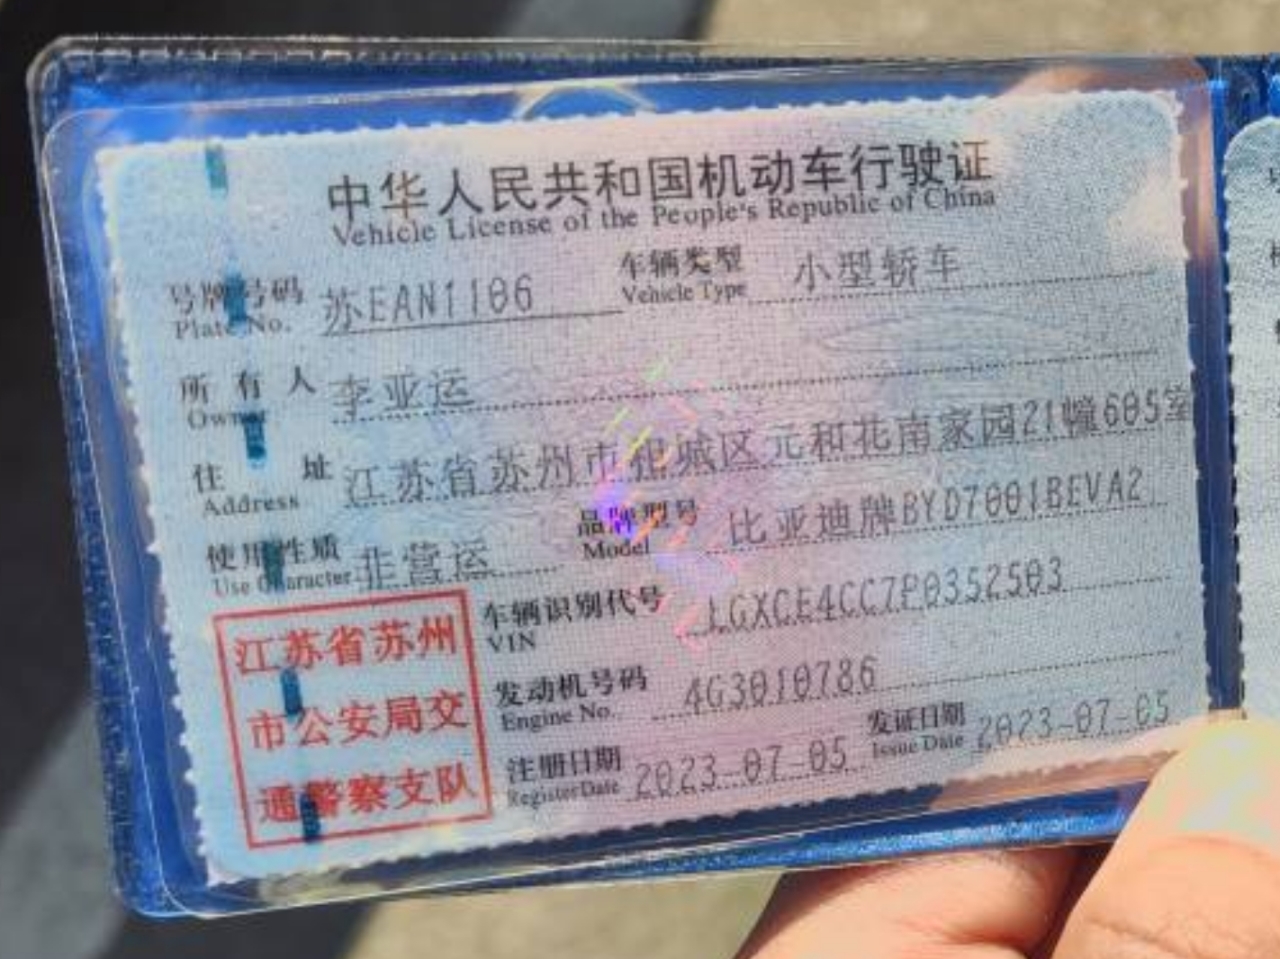 中华人民共和国机动车行驶证
Vehicle License of the People's Republic of China
号牌号码 苏EAN1106 车辆类型 小型轿车
Plate No. Vehicle Type
所有人 李亚运
Owner
住址 江苏省苏州市相城区元和花南家园21幢605室
Address
使用性质 非营运 品牌型号 比亚迪牌BYD7001BEVA2
Use Character Model
车辆识别代号 LGXCE4CC7P0352503
VIN
发动机号码 4G3010786
Engine No.
注册日期 2023-07-05 发证日期 2023-07-05
Register Date Issue Date
江苏省苏州
市公安局交
通警察支队